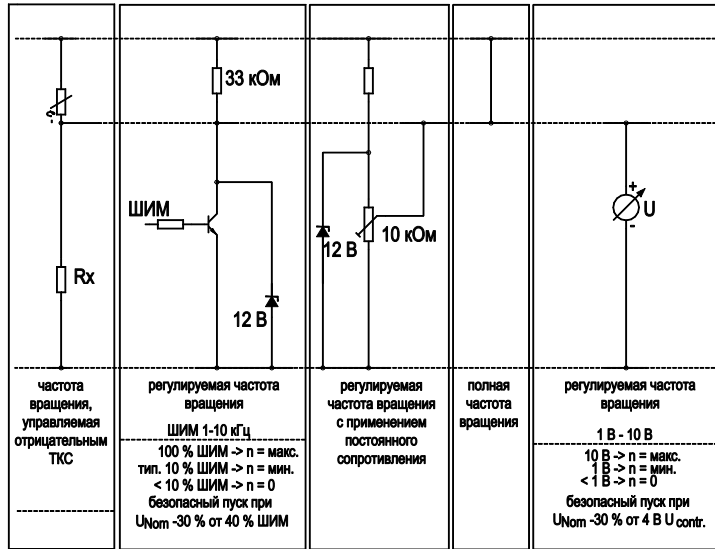 -ϑ
Rx
частота
вращения,
управляемая
отрицательным
ТКС
33 кОм
ШИМ
12 В
регулируемая частота
вращения
ШИМ 1-10 кГц
100 % ШИМ -> n = макс.
тип. 10 % ШИМ -> n = мин.
< 10 % ШИМ -> n = 0
безопасный пуск при
UNom -30 % от 40 % ШИМ
12 В
10 кОм
регулируемая
частота вращения
с применением
постоянного
сопротивления
полная
частота
вращения
+
U
-
регулируемая частота
вращения
1 В - 10 В
10 В -> n = макс.
1 В -> n = мин.
< 1 В -> n = 0
безопасный пуск при
UNom -30 % от 4 В U contr.